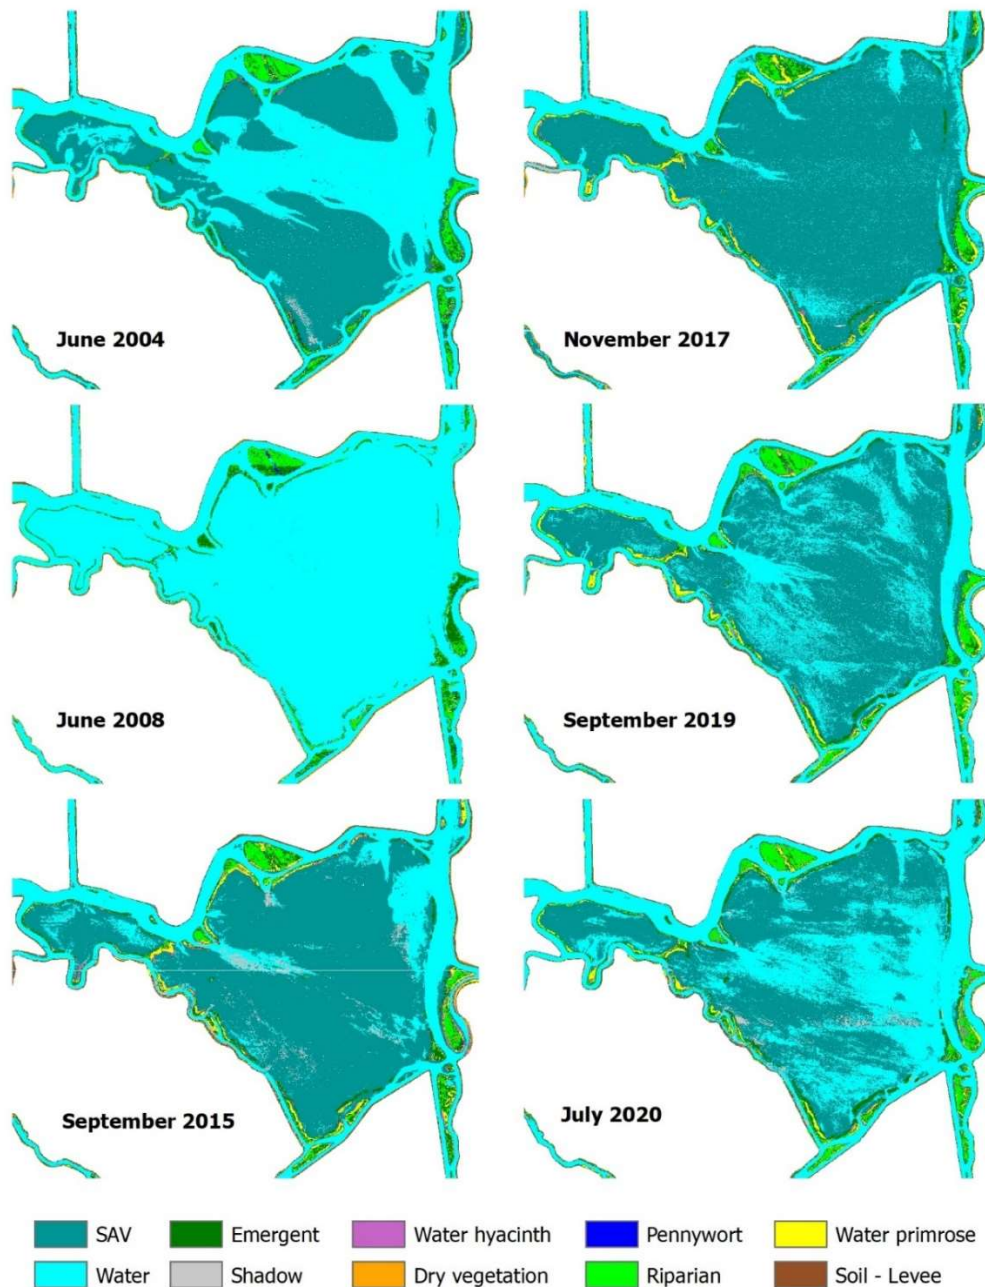 June 2004
November 2017
June 2008
September 2019
September 2015
July 2020
SAV
Emergent
Water hyacinth
Pennywort
Water primrose
Water
Shadow
Dry vegetation
Riparian
Soil - Levee